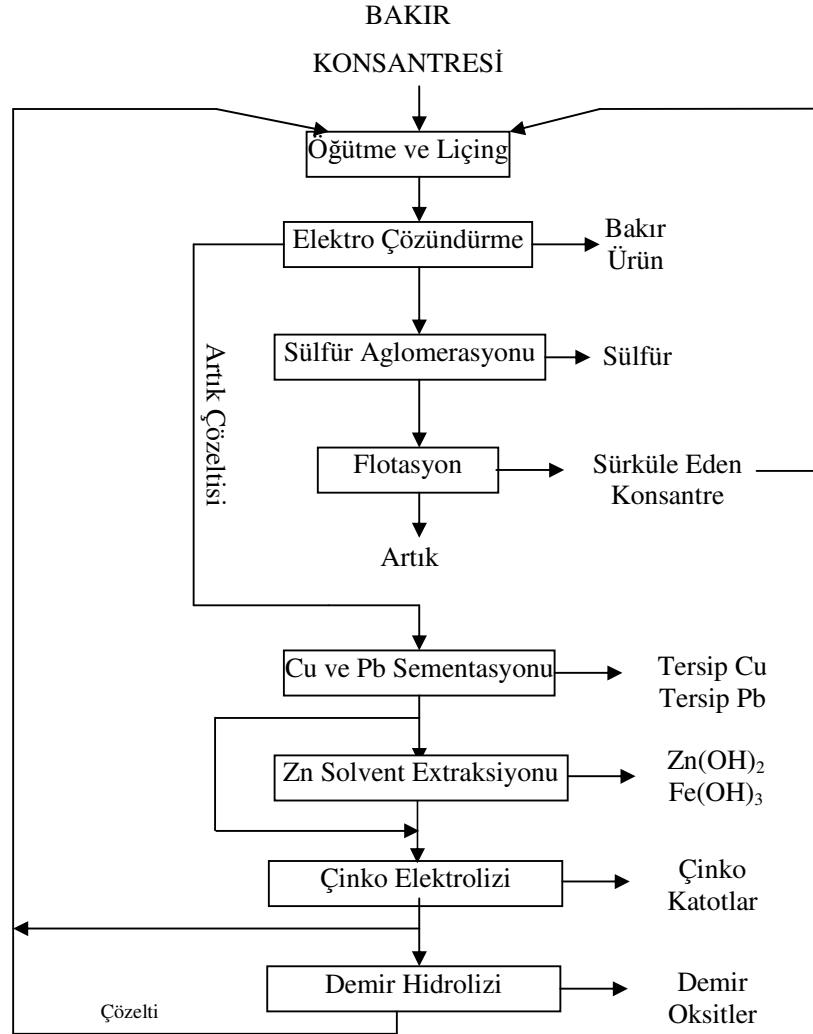 BAKIR
KONSANTRESİ
Öğütme ve Liçing
Elektro Çözündürme
Bakır
Ürün
Artık Çözeltisi
Sülfür Aglomerasyonu
Sülfür
Flotasyon
Sürküle Eden
Konsantre
Artık
Cu ve Pb Sementasyonu
Tersip Cu
Tersip Pb
Zn Solvent Extraksiyonu
Zn(OH)₂
Fe(OH)₃
Çinko Elektrolizi
Çinko
Katotlar
Demir Hidrolizi
Demir
Oksitler
Çözelti